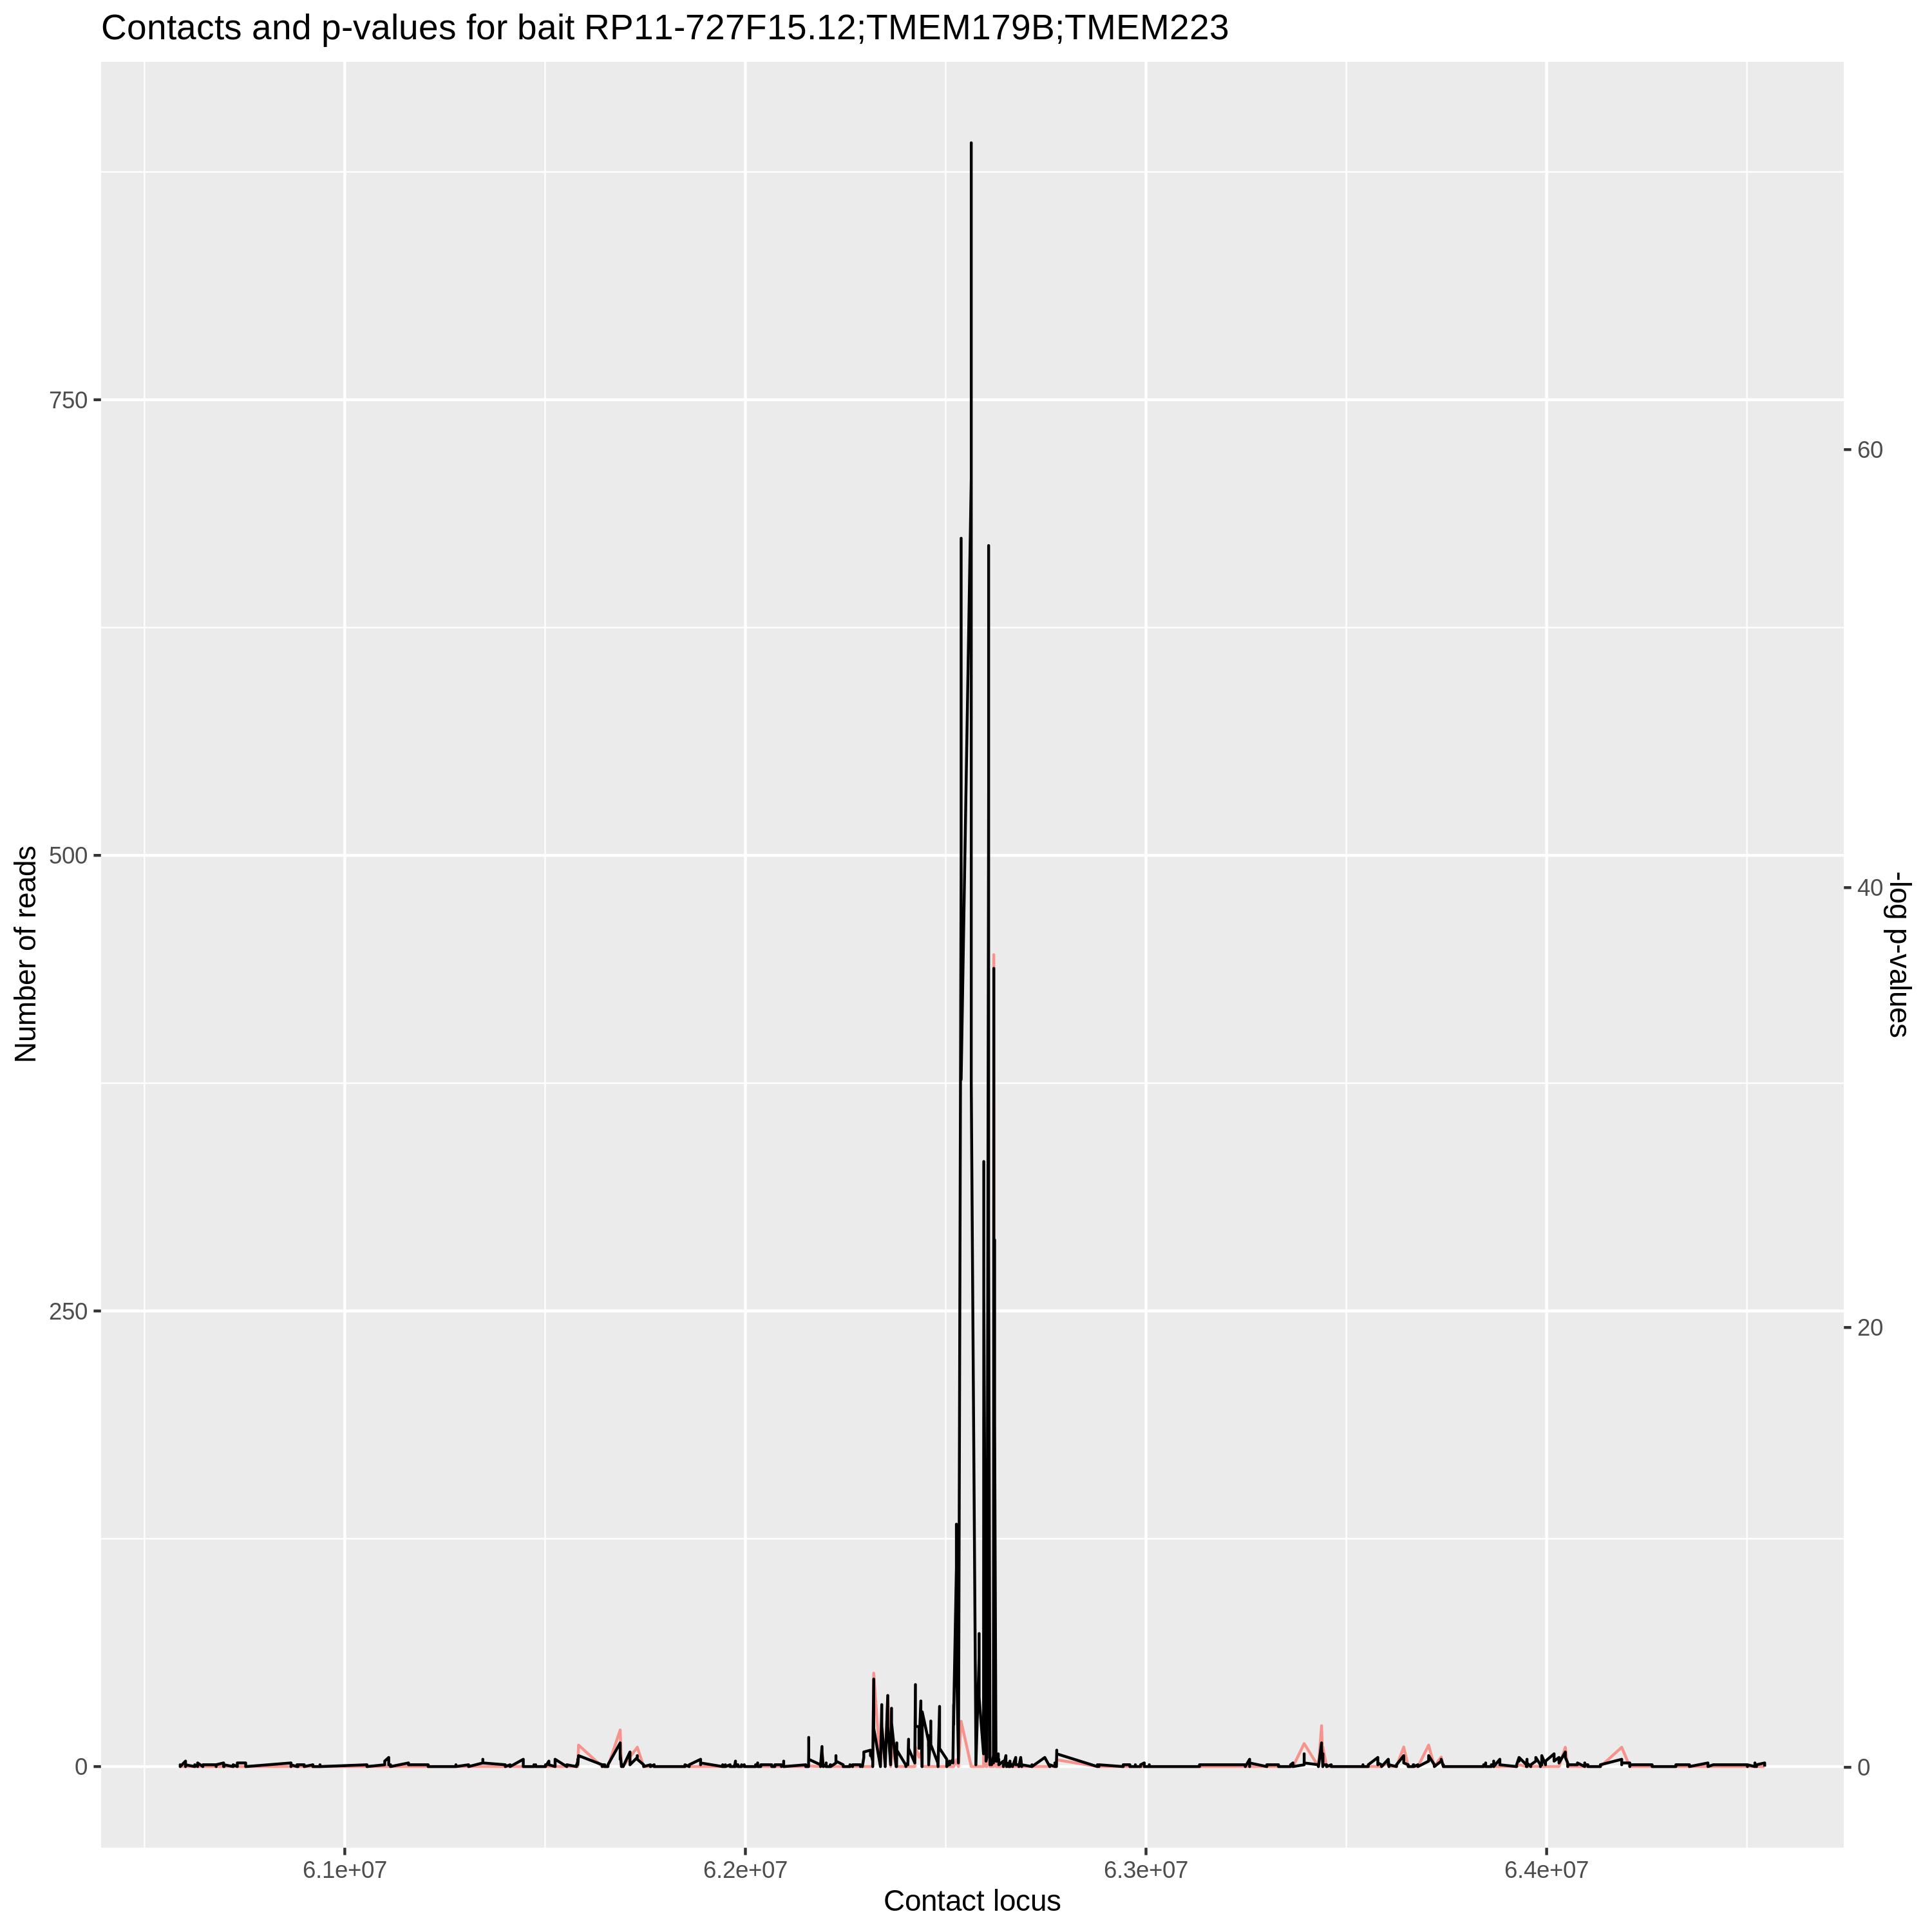 Contacts and p-values for bait RP11-727F15.12;TMEM179B;TMEM223
Number of reads
750
500
250
0
60
40
20
0
-log p-values
6.1e+07 6.2e+07 6.3e+07 6.4e+07
Contact locus